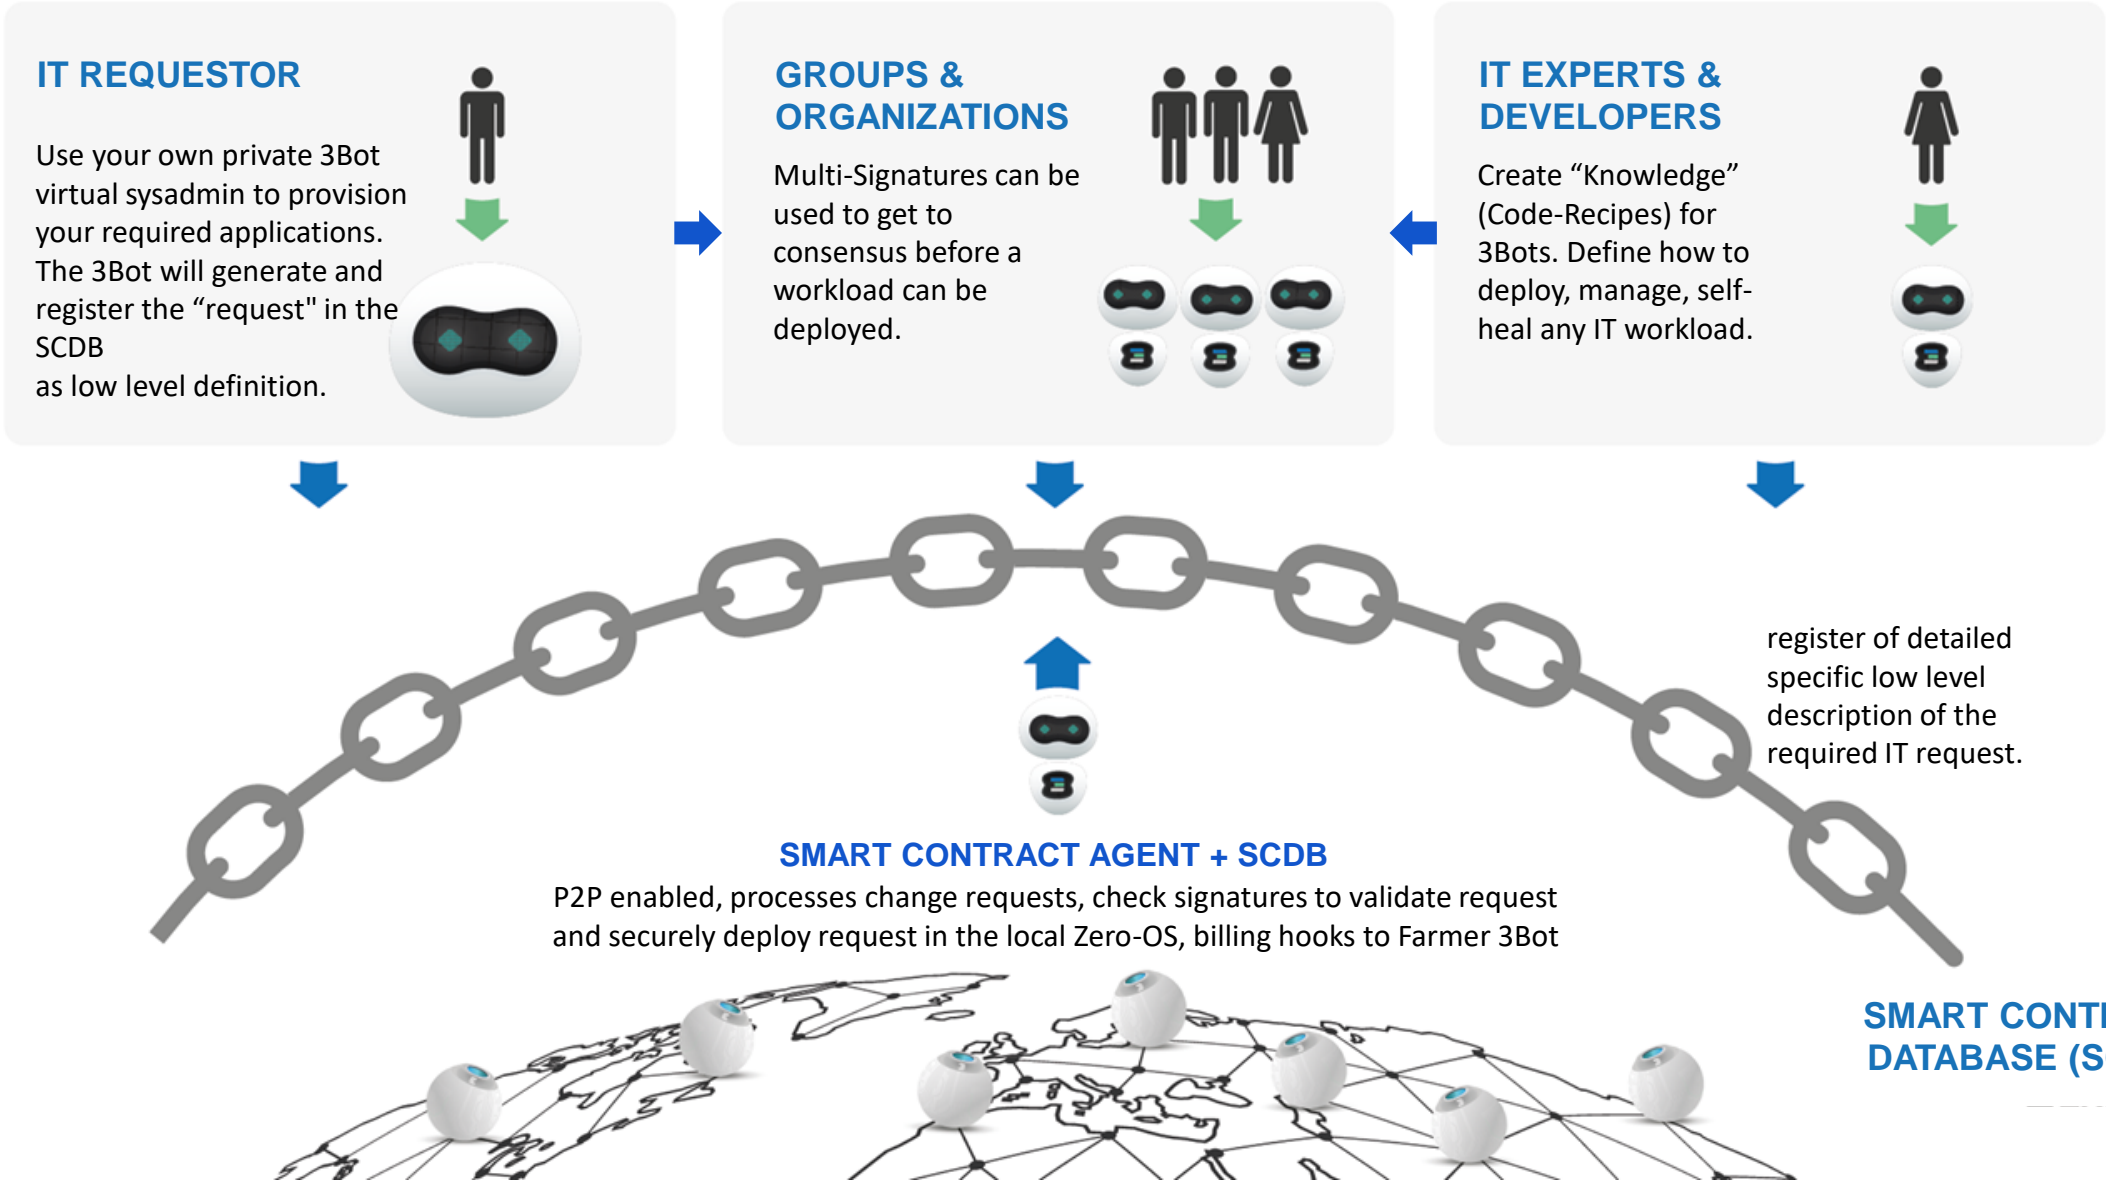 IT REQUESTOR
Use your own private 3Bot
virtual sysadmin to provision
your required applications.
The 3Bot will generate and
register the “request" in the
SCDB
as low level definition.
GROUPS &
ORGANIZATIONS
Multi-Signatures can be
used to get to
consensus before a
workload can be
deployed.
IT EXPERTS &
DEVELOPERS
Create “Knowledge”
(Code-Recipes) for
3Bots. Define how to
deploy, manage, self-
heal any IT workload.
register of detailed
specific low level
description of the
required IT request.
SMART CONTRACT AGENT + SCDB
P2P enabled, processes change requests, check signatures to validate request
and securely deploy request in the local Zero-OS, billing hooks to Farmer 3Bot
SMART
DATABASE